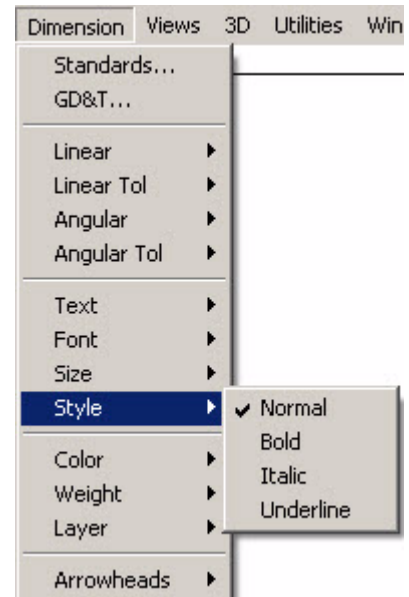 Dimension Views 3D Utilities Win
Standards...
GD&T...
Linear
Linear Tol
Angular
Angular Tol
Text
Font
Size
Style
Normal
Bold
Italic
Underline
Color
Weight
Layer
Arrowheads